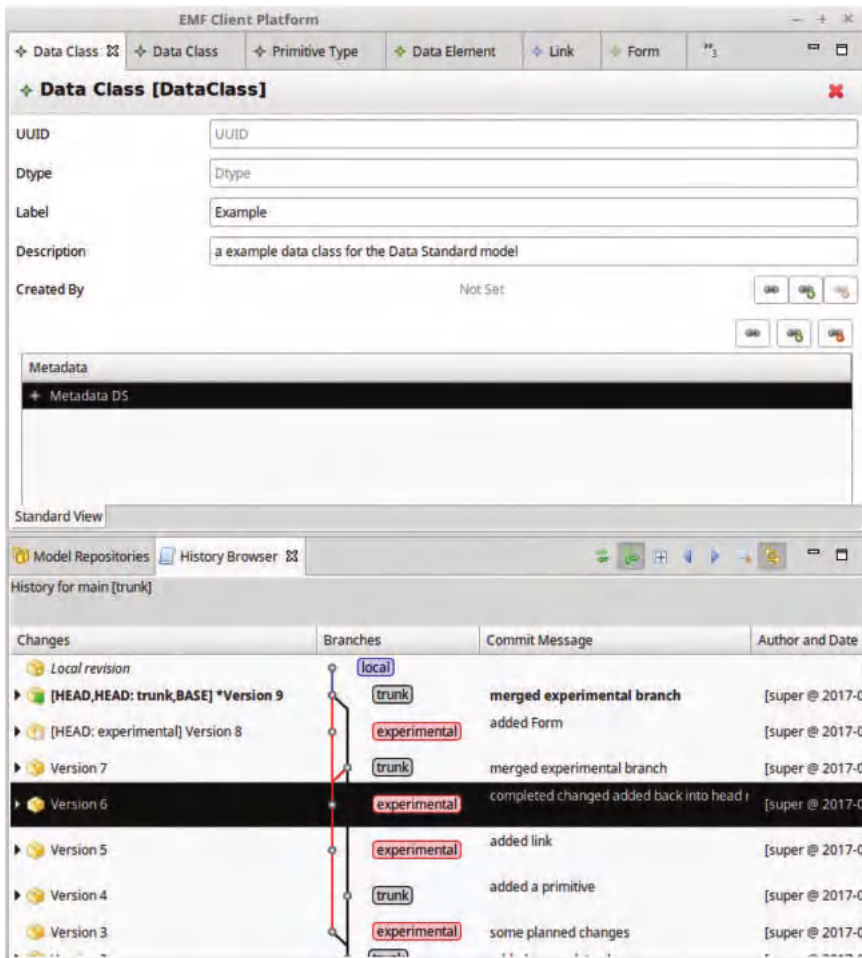 EMF Client Platform
Data Class Data Class Primitive Type Data Element Link Form »3
Data Class [DataClass]
UUID UUID
Dtype Dtype
Label Example
Description a example data class for the Data Standard model
Created By Not Set
Metadata
Metadata DS
Standard View
Model Repositories History Browser
History for main [trunk]
Changes Branches Commit Message Author and Date
Local revision local
[HEAD,HEAD: trunk,BASE] *Version 9 trunk merged experimental branch [super @ 2017-0
[HEAD: experimental] Version 8 experimental added Form [super @ 2017-0
Version 7 trunk merged experimental branch [super @ 2017-0
Version 6 experimental completed changed added back into head r [super @ 2017-0
Version 5 experimental added link [super @ 2017-0
Version 4 trunk added a primitive [super @ 2017-0
Version 3 experimental some planned changes [super @ 2017-0